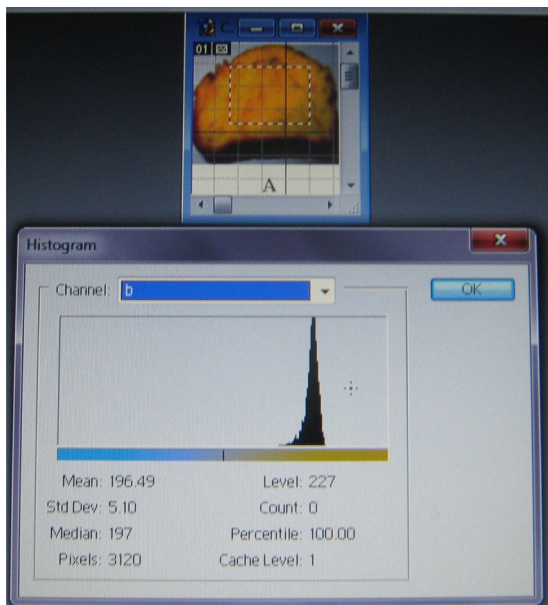 C.
01
A
Histogram
Channel: b
OK
Mean: 196.49 Level: 227
Std Dev: 5.10 Count: 0
Median: 197 Percentile: 100.00
Pixels: 3120 Cache Level: 1